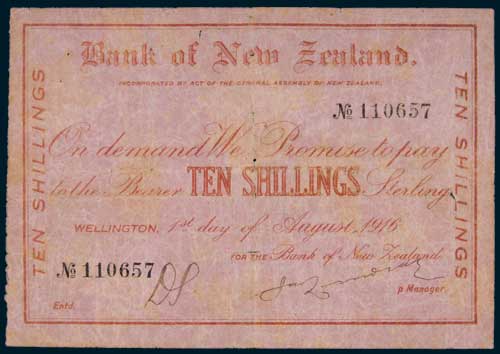 Bank of New Zealand.
INCORPORATED BY ACT OF THE GENERAL ASSEMBLY OF NEW ZEALAND.
№ 110657
On demand We Promise to pay
to the Bearer TEN SHILLINGS Sterling
WELLINGTON, 1st day of August, 1916
FOR THE Bank of New Zealand
№ 110657
Entd.
p Manager.
TEN SHILLINGS
TEN SHILLINGS